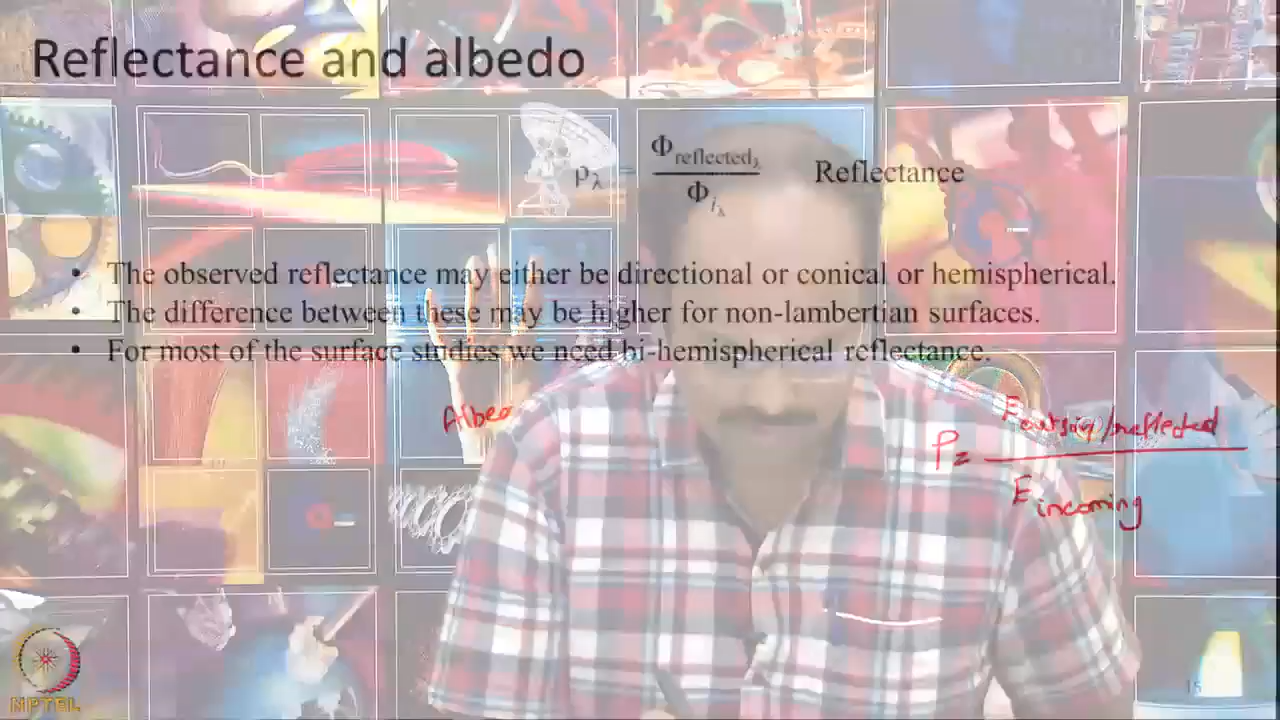 Reflectance and albedo
ρλ = Φreflectedλ / Φiλ Reflectance
• The observed reflectance may either be directional or conical or hemispherical.
• The difference between these may be higher for non-lambertian surfaces.
• For most of the surface studies we need bi-hemispherical reflectance.
ρ = /reflected
E incoming
15
NPTEL